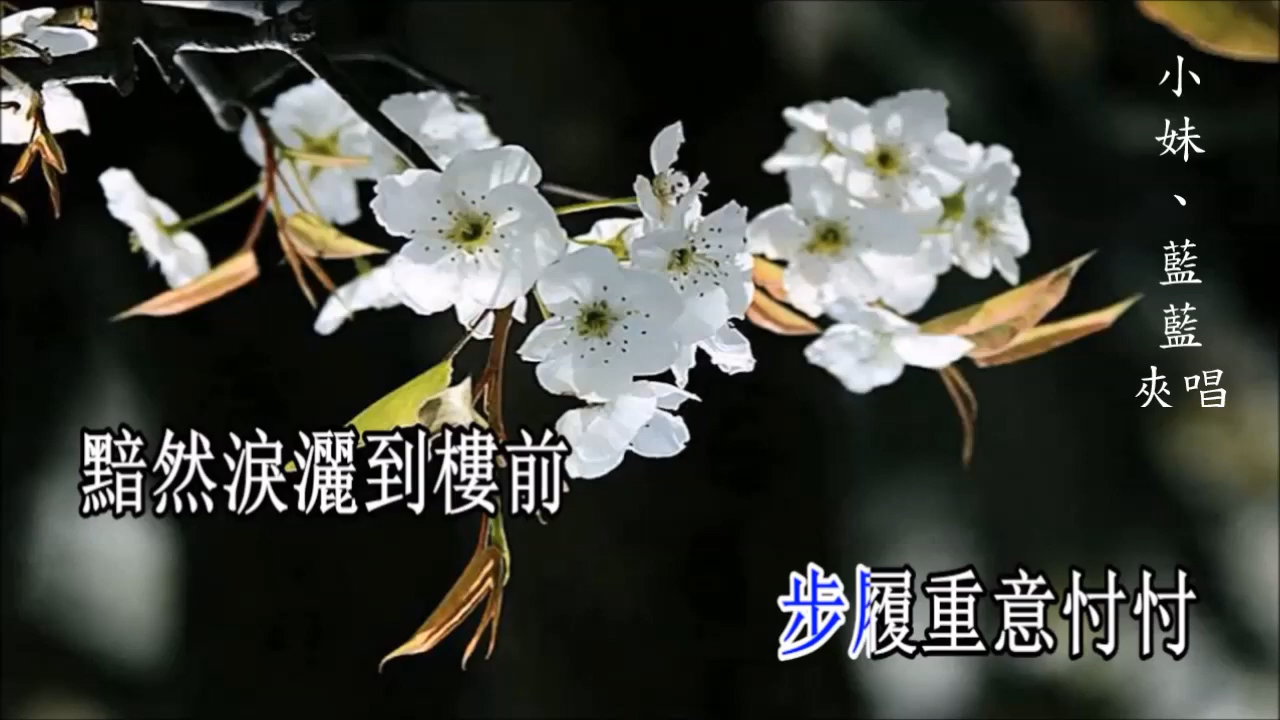 小妹、藍藍
夾唱
黯然淚灑到樓前
步履重意忖忖